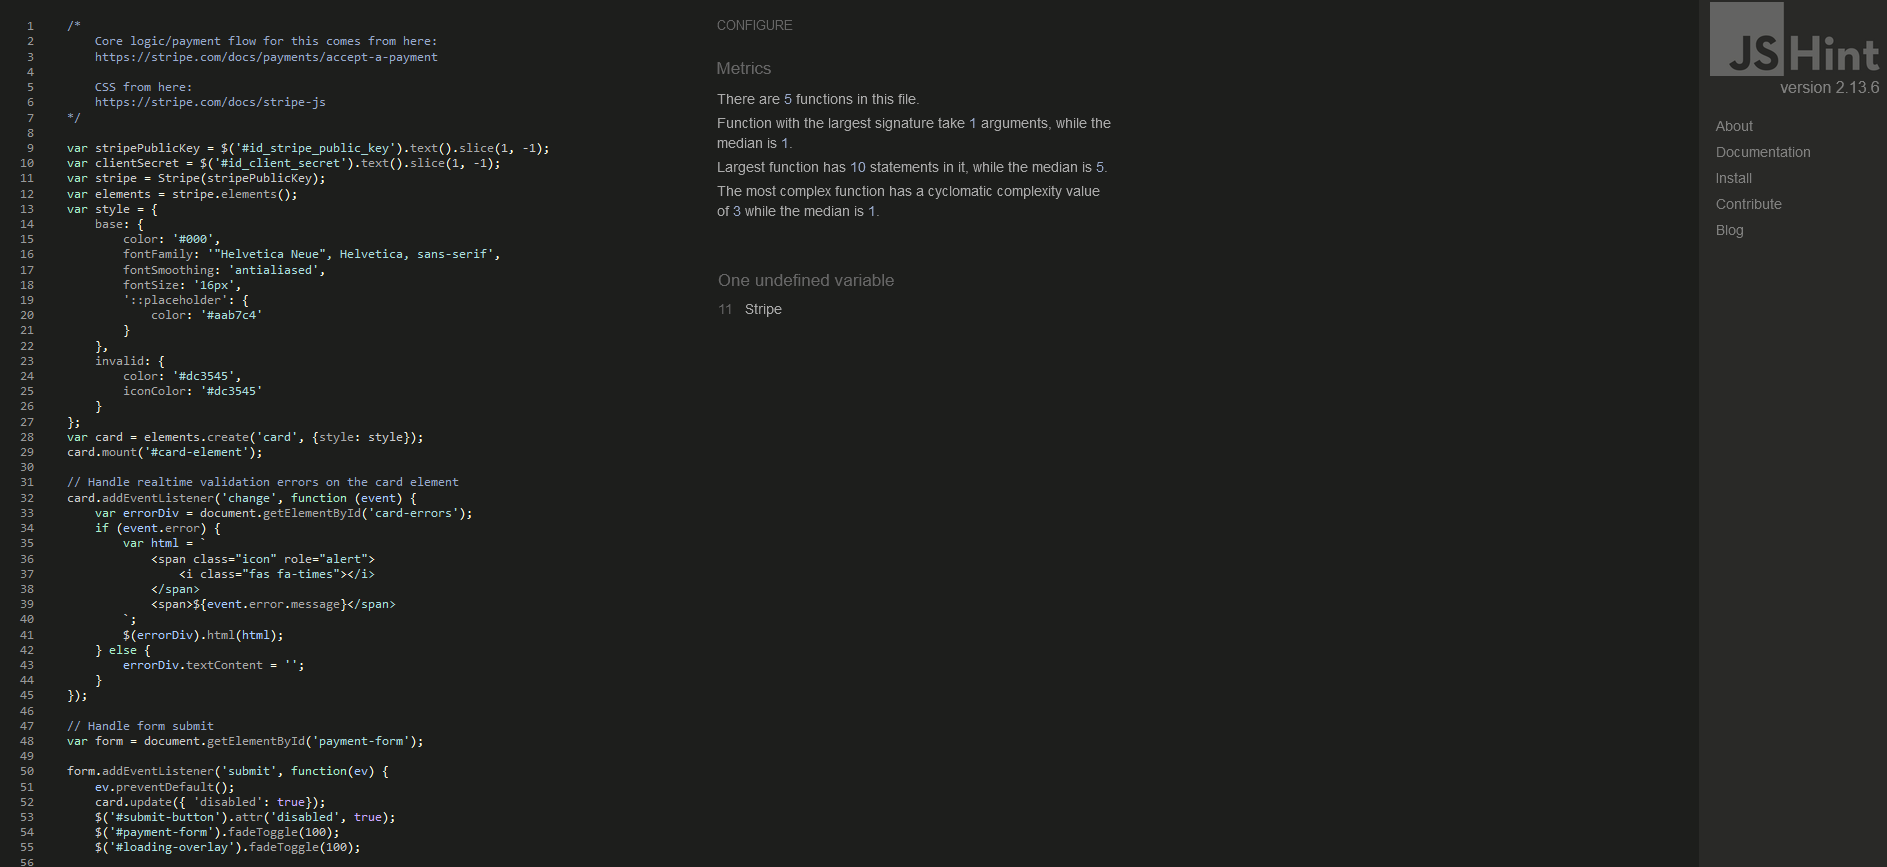 1 /*
2 Core logic/payment flow for this comes from here:
3 https://stripe.com/docs/payments/accept-a-payment
4
5 CSS from here:
6 https://stripe.com/docs/stripe-js
7 */
8
9 var stripePublicKey = $('#id_stripe_public_key').text().slice(1, -1);
10 var clientSecret = $('#id_client_secret').text().slice(1, -1);
11 var stripe = Stripe(stripePublicKey);
12 var elements = stripe.elements();
13 var style = {
14 base: {
15 color: '#000',
16 fontFamily: '"Helvetica Neue", Helvetica, sans-serif',
17 fontSmoothing: 'antialiased',
18 fontSize: '16px',
19 '::placeholder': {
20 color: '#aab7c4'
21 }
22 },
23 invalid: {
24 color: '#dc3545',
25 iconColor: '#dc3545'
26 }
27 };
28 var card = elements.create('card', {style: style});
29 card.mount('#card-element');
30
31 // Handle realtime validation errors on the card element
32 card.addEventListener('change', function (event) {
33 var errorDiv = document.getElementById('card-errors');
34 if (event.error) {
35 var html = `
36 <span class="icon" role="alert">
37 <i class="fas fa-times"></i>
38 </span>
39 <span>${event.error.message}</span>
40 `;
41 $(errorDiv).html(html);
42 } else {
43 errorDiv.textContent = '';
44 }
45 });
46
47 // Handle form submit
48 var form = document.getElementById('payment-form');
49
50 form.addEventListener('submit', function(ev) {
51 ev.preventDefault();
52 card.update({ 'disabled': true});
53 $('#submit-button').attr('disabled', true);
54 $('#payment-form').fadeToggle(100);
55 $('#loading-overlay').fadeToggle(100);
56
CONFIGURE
Metrics
There are 5 functions in this file.
Function with the largest signature take 1 arguments, while the
median is 1.
Largest function has 10 statements in it, while the median is 5.
The most complex function has a cyclomatic complexity value
of 3 while the median is 1.
One undefined variable
11 Stripe
JSHint
version 2.13.6
About
Documentation
Install
Contribute
Blog